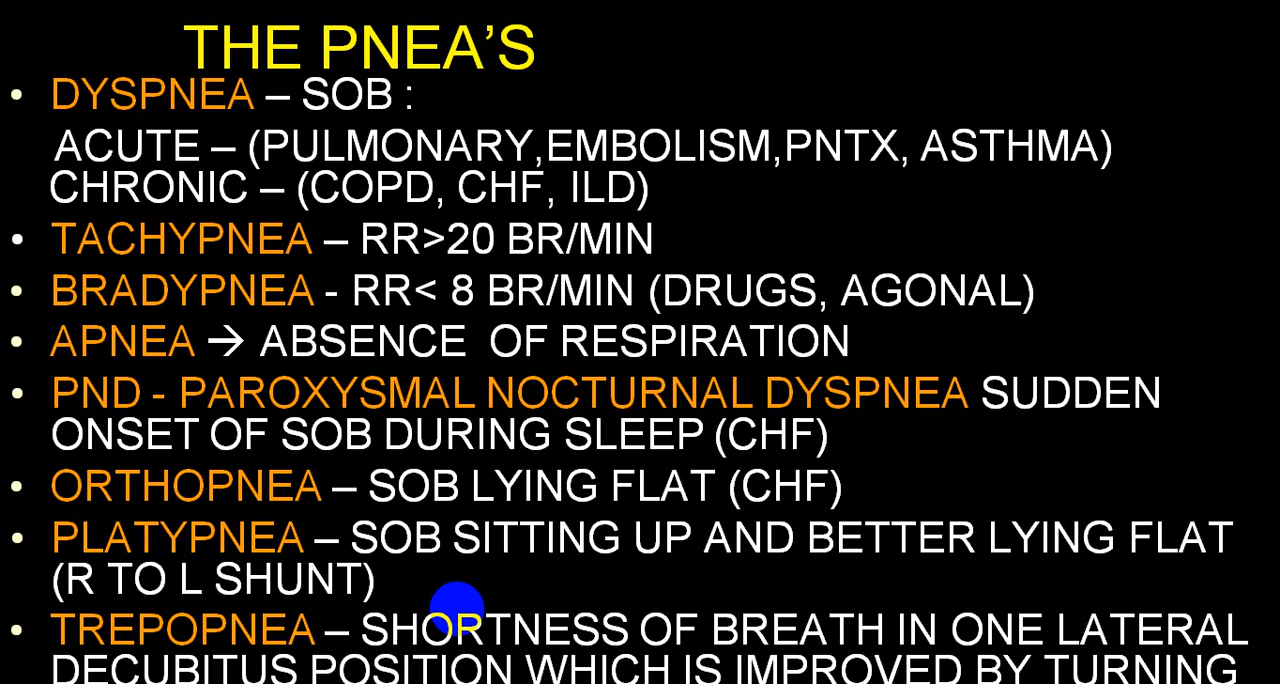 THE PNEA'S
• DYSPNEA – SOB :
ACUTE – (PULMONARY,EMBOLISM,PNTX, ASTHMA)
CHRONIC – (COPD, CHF, ILD)
• TACHYPNEA – RR>20 BR/MIN
• BRADYPNEA - RR< 8 BR/MIN (DRUGS, AGONAL)
• APNEA → ABSENCE OF RESPIRATION
• PND - PAROXYSMAL NOCTURNAL DYSPNEA SUDDEN
ONSET OF SOB DURING SLEEP (CHF)
• ORTHOPNEA – SOB LYING FLAT (CHF)
• PLATYPNEA – SOB SITTING UP AND BETTER LYING FLAT
(R TO L SHUNT)
• TREPOPNEA – SHORTNESS OF BREATH IN ONE LATERAL
DECUBITUS POSITION WHICH IS IMPROVED BY TURNING